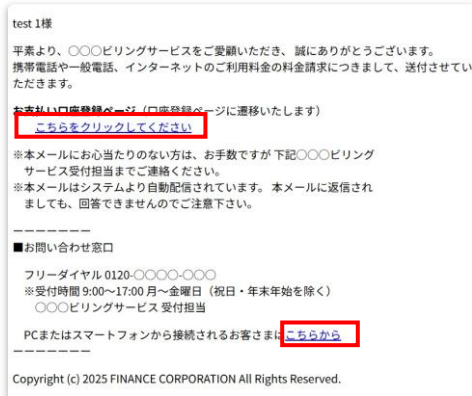 test 1様
平素より、○○○ビリングサービスをご愛顧いただき、 誠にありがとうございます。
携帯電話や一般電話、インターネットのご利用料金の料金請求につきまして、送付させてい
ただきます。
お支払い口座登録ページ（口座登録ページに遷移いたします）
こちらをクリックしてください
※本メールにお心当たりのない方は、お手数ですが 下記○○○ビリング
サービス受付担当までご連絡ください。
※本メールはシステムより自動配信されています。 本メールに返信され
ましても、回答できませんのでご注意下さい。
ーーーーーーー
■お問い合わせ窓口
フリーダイヤル 0120-○○○○-○○○
※受付時間 9:00～17:00 月～金曜日（祝日・年末年始を除く）
○○○ビリングサービス 受付担当
PCまたはスマートフォンから接続されるお客さまは こちらから
ーーーーーーー
Copyright (c) 2025 FINANCE CORPORATION All Rights Reserved.